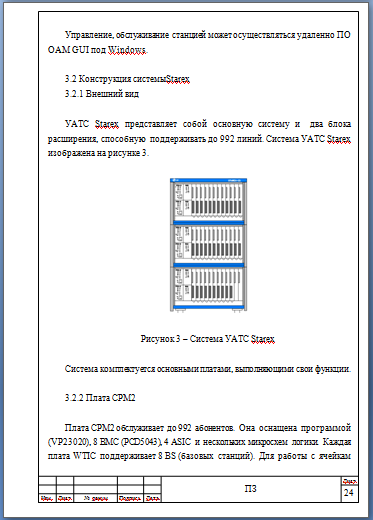 Управление, обслуживание станцией может осуществляться удаленно ПО
OAM GUI под Windows.
3.2 Конструкция системыStarex
3.2.1 Внешний вид
УАТС Starex представляет собой основную систему и два блока
расширения, способную поддерживать до 992 линий. Система УАТС Starex
изображена на рисунке 3.
Рисунок 3 – Система УАТС Starex
Система комплектуется основными платами, выполняющими свои функции.
3.2.2 Плата CPM2
Плата CPM2 обслуживает до 992 абонентов. Она оснащена программой
(VP23020), 8 ВМС (PCD5043), 4 ASIC и нескольких микросхем логики. Каждая
плата WTIC поддерживает 8 BS (базовых станций). Для работы с ячейкам
Изм. Лист № докум Подпись Дата
ПЗ
Лист
24